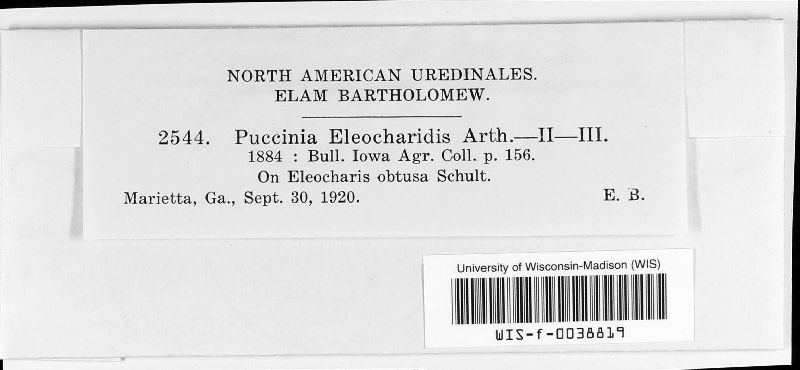 NORTH AMERICAN UREDINALES.
ELAM BARTHOLOMEW.
2544. Puccinia Eleocharidis Arth.—II—III.
1884 : Bull. Iowa Agr. Coll. p. 156.
On Eleocharis obtusa Schult.
Marietta, Ga., Sept. 30, 1920. E. B.
University of Wisconsin-Madison (WIS)
WIS-f-0038819